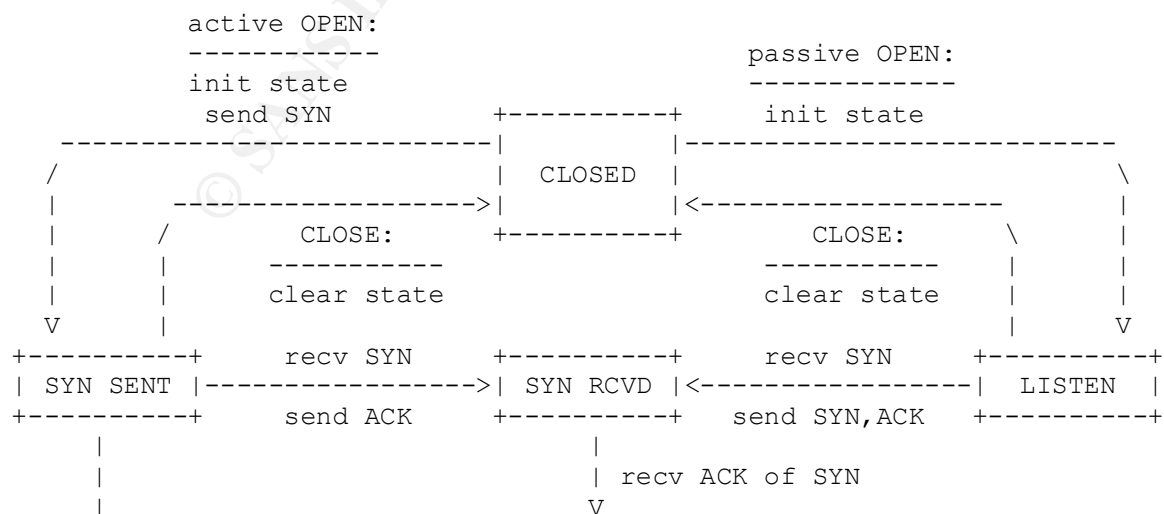 active OPEN:
------------
init state
send SYN
passive OPEN:
-------------
init state
CLOSED
CLOSE:
-----------
clear state
CLOSE:
-----------
clear state
SYN SENT
recv SYN
send ACK
SYN RCVD
recv SYN
send SYN,ACK
LISTEN
recv ACK of SYN
© SANS